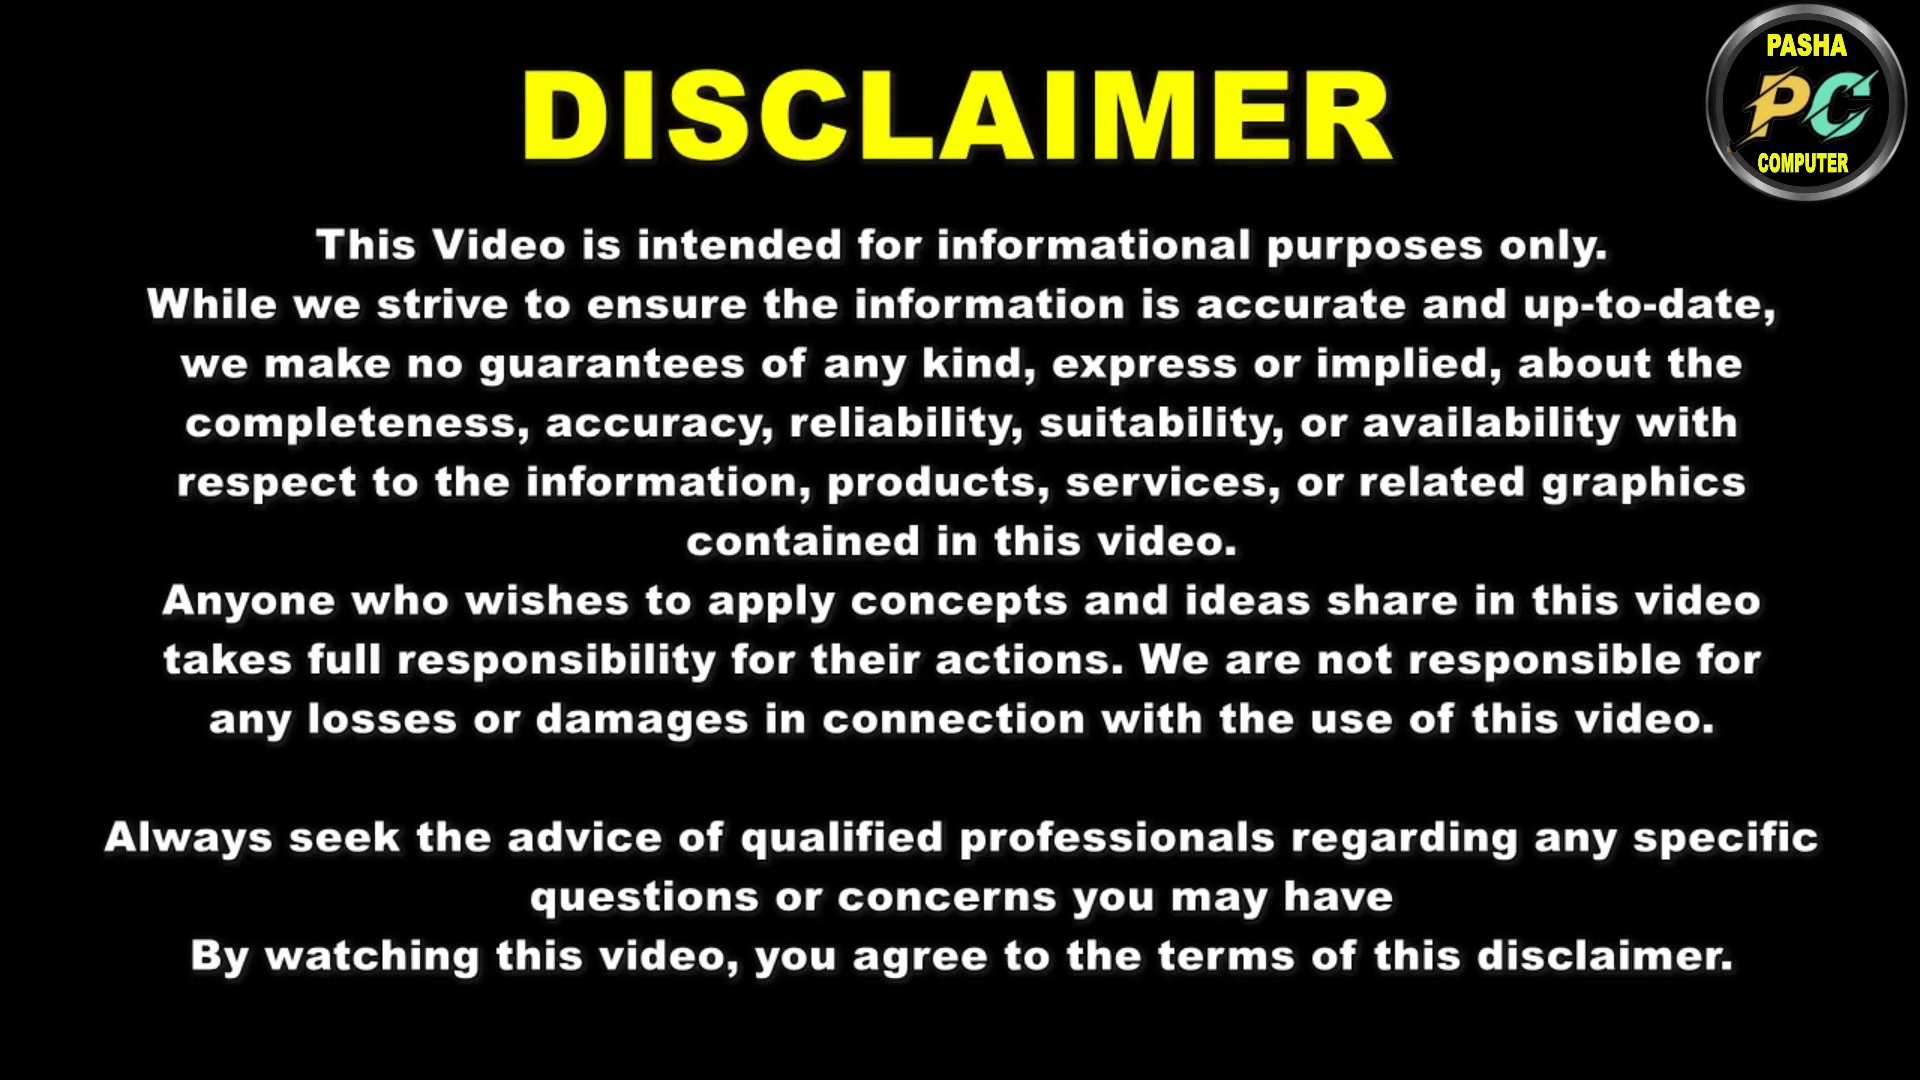 DISCLAIMER
PASHA
PC
COMPUTER
This Video is intended for informational purposes only.
While we strive to ensure the information is accurate and up-to-date,
we make no guarantees of any kind, express or implied, about the
completeness, accuracy, reliability, suitability, or availability with
respect to the information, products, services, or related graphics
contained in this video.
Anyone who wishes to apply concepts and ideas share in this video
takes full responsibility for their actions. We are not responsible for
any losses or damages in connection with the use of this video.
Always seek the advice of qualified professionals regarding any specific
questions or concerns you may have
By watching this video, you agree to the terms of this disclaimer.